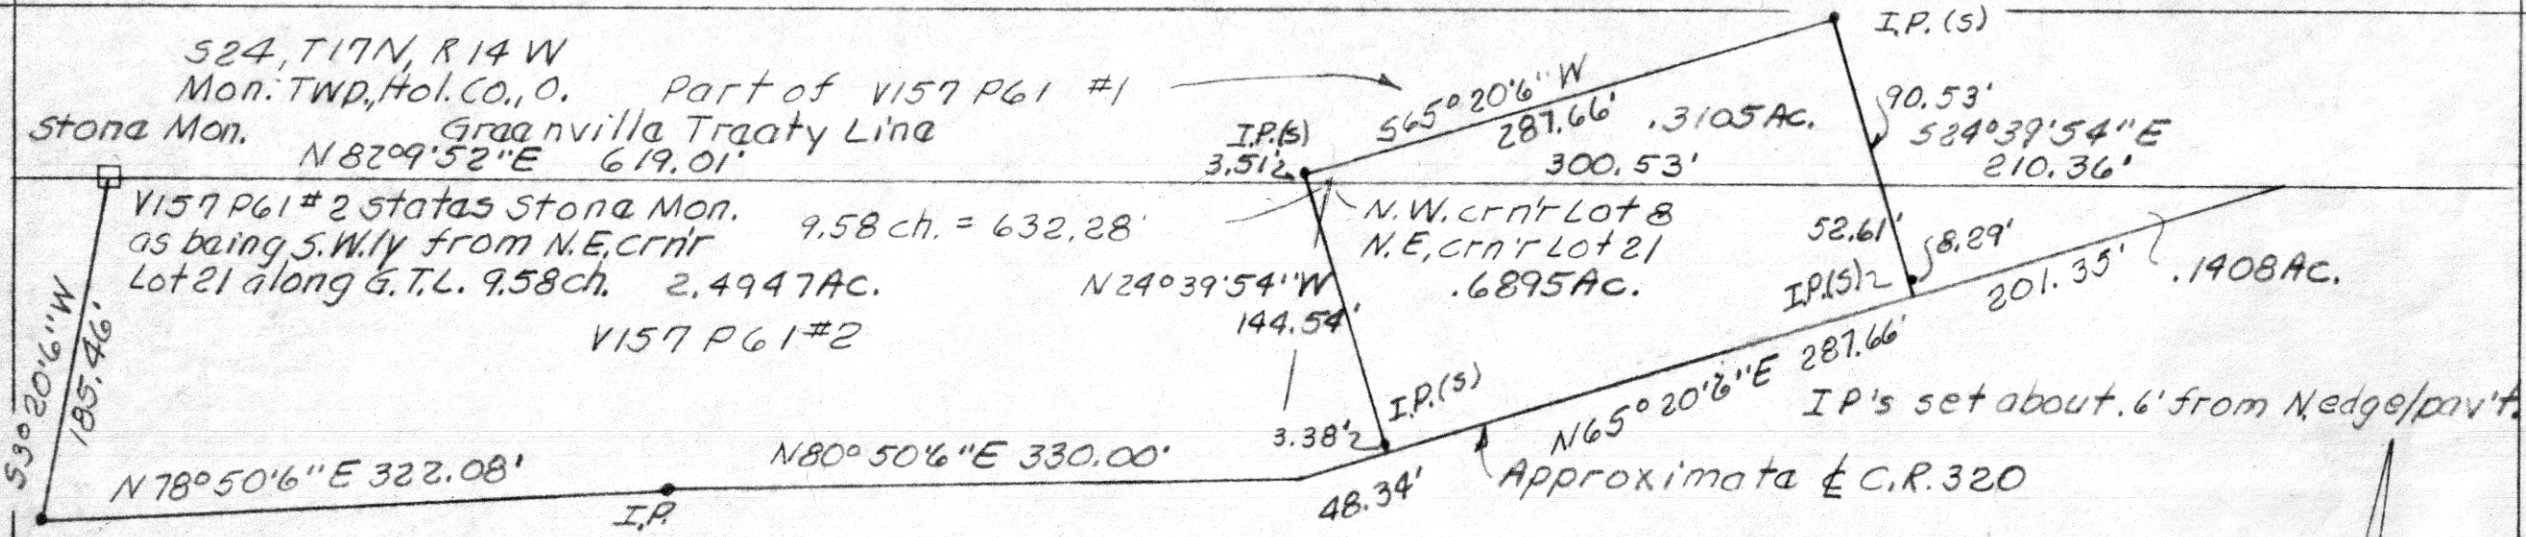 S24, T17N, R14W
Mon. TWP., Hol. Co., O.
Part of V157 P61 #1
Stone Mon.
Greenville Treaty Line
N82°9'52"E 619.01'
V157 P61 #2 states Stone Mon.
as being S.W.ly from N.E. crn'r
Lot 21 along G.T.L. 9.58 ch.
2.4947 AC.
9.58 ch. = 632.28'
V157 P61 #2
S3°20'6"W
185.46'
N78°50'6"E 322.08'
I.P.
N80°50'6"E 330.00'
48.34'
I.P.(s)
3.51'
S65°20'6"W
287.66'
.3105 AC.
300.53'
I.P.(s)
90.53'
S24°39'54"E
210.36'
N.W. crn'r Lot 8
N.E. crn'r Lot 21
.6895 AC.
N24°39'54"W
144.54'
52.61'
8.29'
I.P.(S)
201.35'
.1408 AC.
I.P.(s)
3.38'
N65°20'6"E 287.66'
IP's set about .6' from N. edge/pav't.
Approximate ℄ C.R. 320